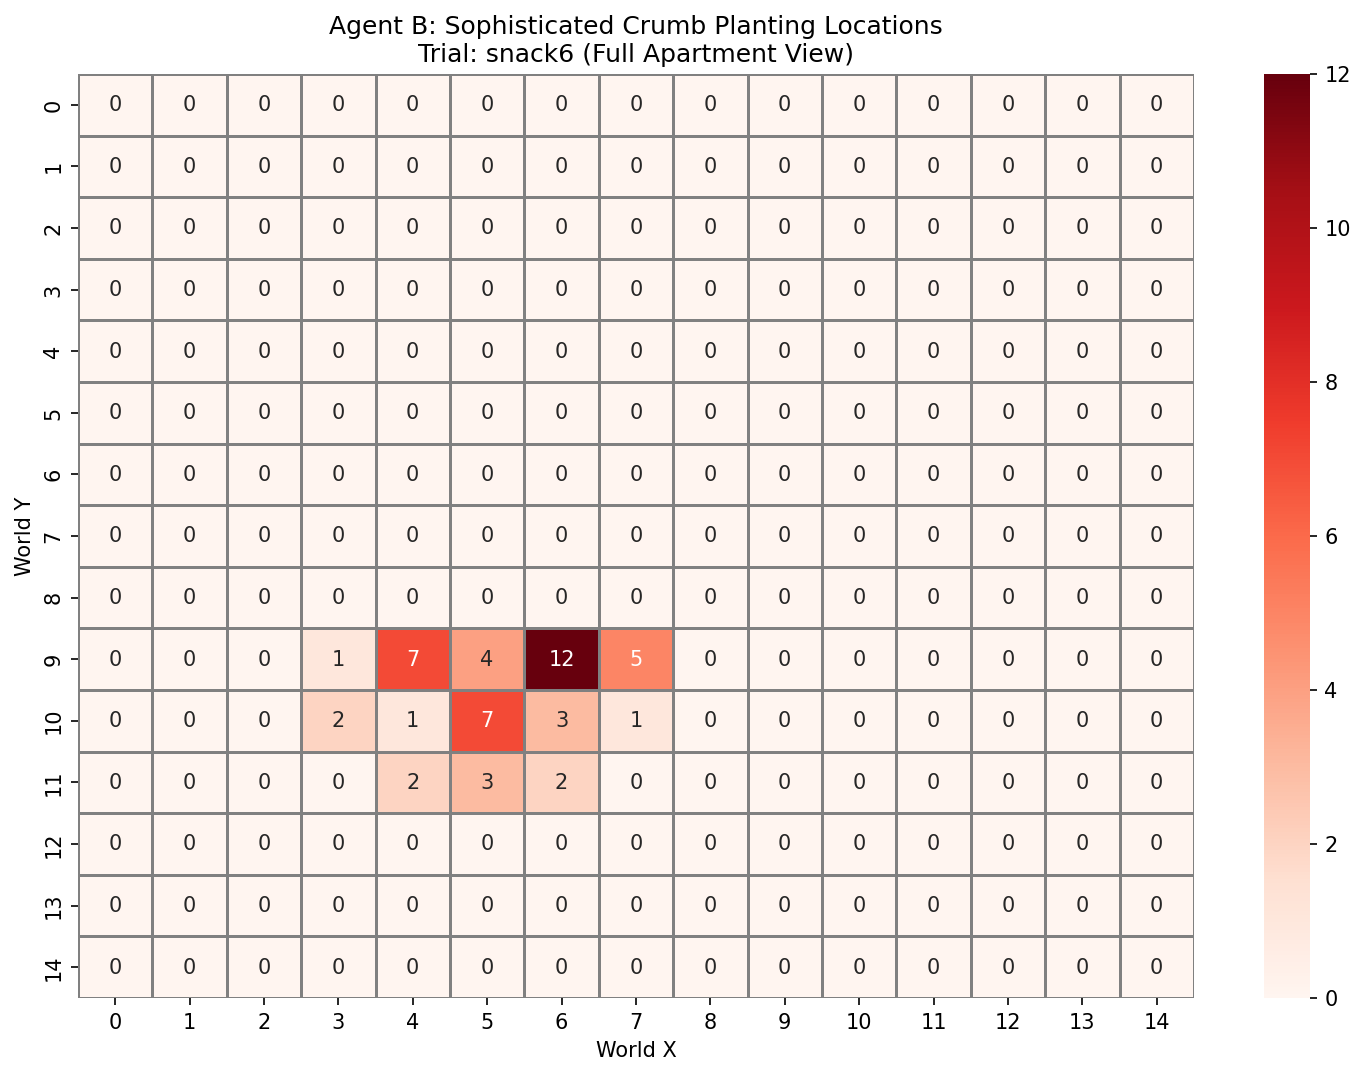 Agent B: Sophisticated Crumb Planting Locations
Trial: snack6 (Full Apartment View)
0 0 0 0 0 0 0 0 0 0 0 0 0 0 0 0
1 0 0 0 0 0 0 0 0 0 0 0 0 0 0 0
2 0 0 0 0 0 0 0 0 0 0 0 0 0 0 0
3 0 0 0 0 0 0 0 0 0 0 0 0 0 0 0
4 0 0 0 0 0 0 0 0 0 0 0 0 0 0 0
5 0 0 0 0 0 0 0 0 0 0 0 0 0 0 0
6 0 0 0 0 0 0 0 0 0 0 0 0 0 0 0
7 0 0 0 0 0 0 0 0 0 0 0 0 0 0 0
8 0 0 0 0 0 0 0 0 0 0 0 0 0 0 0
9 0 0 0 1 7 4 12 5 0 0 0 0 0 0 0
10 0 0 0 2 1 7 3 1 0 0 0 0 0 0 0
11 0 0 0 0 2 3 2 0 0 0 0 0 0 0 0
12 0 0 0 0 0 0 0 0 0 0 0 0 0 0 0
13 0 0 0 0 0 0 0 0 0 0 0 0 0 0 0
14 0 0 0 0 0 0 0 0 0 0 0 0 0 0 0
0 1 2 3 4 5 6 7 8 9 10 11 12 13 14
World X
World Y
12
10
8
6
4
2
0